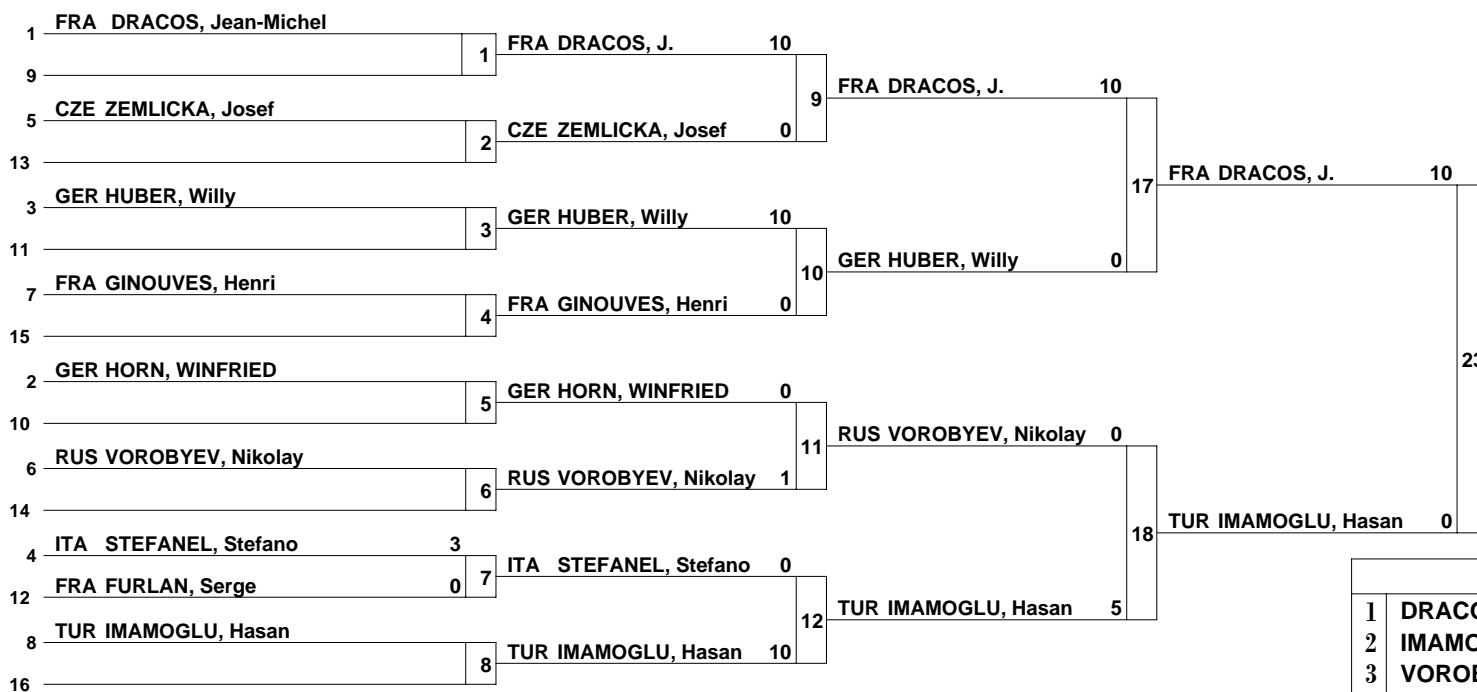 FRA DRACOS, Jean-Michel
1
1 FRA DRACOS, J. 10
9
FRA DRACOS, J. 10
CZE ZEMLICKA, Josef
5
9
2 CZE ZEMLICKA, Josef 0
13
FRA DRACOS, J. 10
17
GER HUBER, Willy
3
3 GER HUBER, Willy 10
11
10 GER HUBER, Willy 0
FRA GINOUVES, Henri
7
4 FRA GINOUVES, Henri 0
15
23
GER HORN, WINFRIED
2
5 GER HORN, WINFRIED 0
10
11 RUS VOROBYEV, Nikolay 0
RUS VOROBYEV, Nikolay
6
6 RUS VOROBYEV, Nikolay 1
14
18 TUR IMAMOGLU, Hasan 0
ITA STEFANEL, Stefano 3
4
7 ITA STEFANEL, Stefano 0
FRA FURLAN, Serge 0
12
12 TUR IMAMOGLU, Hasan 5
TUR IMAMOGLU, Hasan
8
8 TUR IMAMOGLU, Hasan 10
16
1 DRACO
2 IMAMO
3